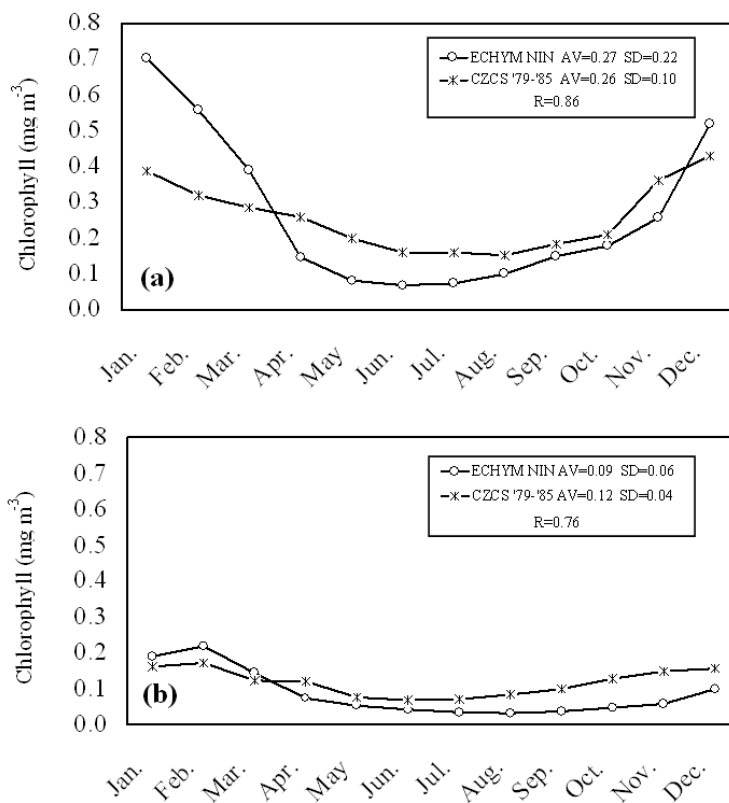 0.8
0.7
0.6
0.5
0.4
0.3
0.2
0.1
0.0
Chlorophyll (mg m-3)
ECHYM NIN AV=0.27 SD=0.22
CZCS '79-'85 AV=0.26 SD=0.10
R=0.86
(a)
Jan. Feb. Mar. Apr. May Jun. Jul. Aug. Sep. Oct. Nov. Dec.
0.8
0.7
0.6
0.5
0.4
0.3
0.2
0.1
0.0
Chlorophyll (mg m-3)
ECHYM NIN AV=0.09 SD=0.06
CZCS '79-'85 AV=0.12 SD=0.04
R=0.76
(b)
Jan. Feb. Mar. Apr. May Jun. Jul. Aug. Sep. Oct. Nov. Dec.